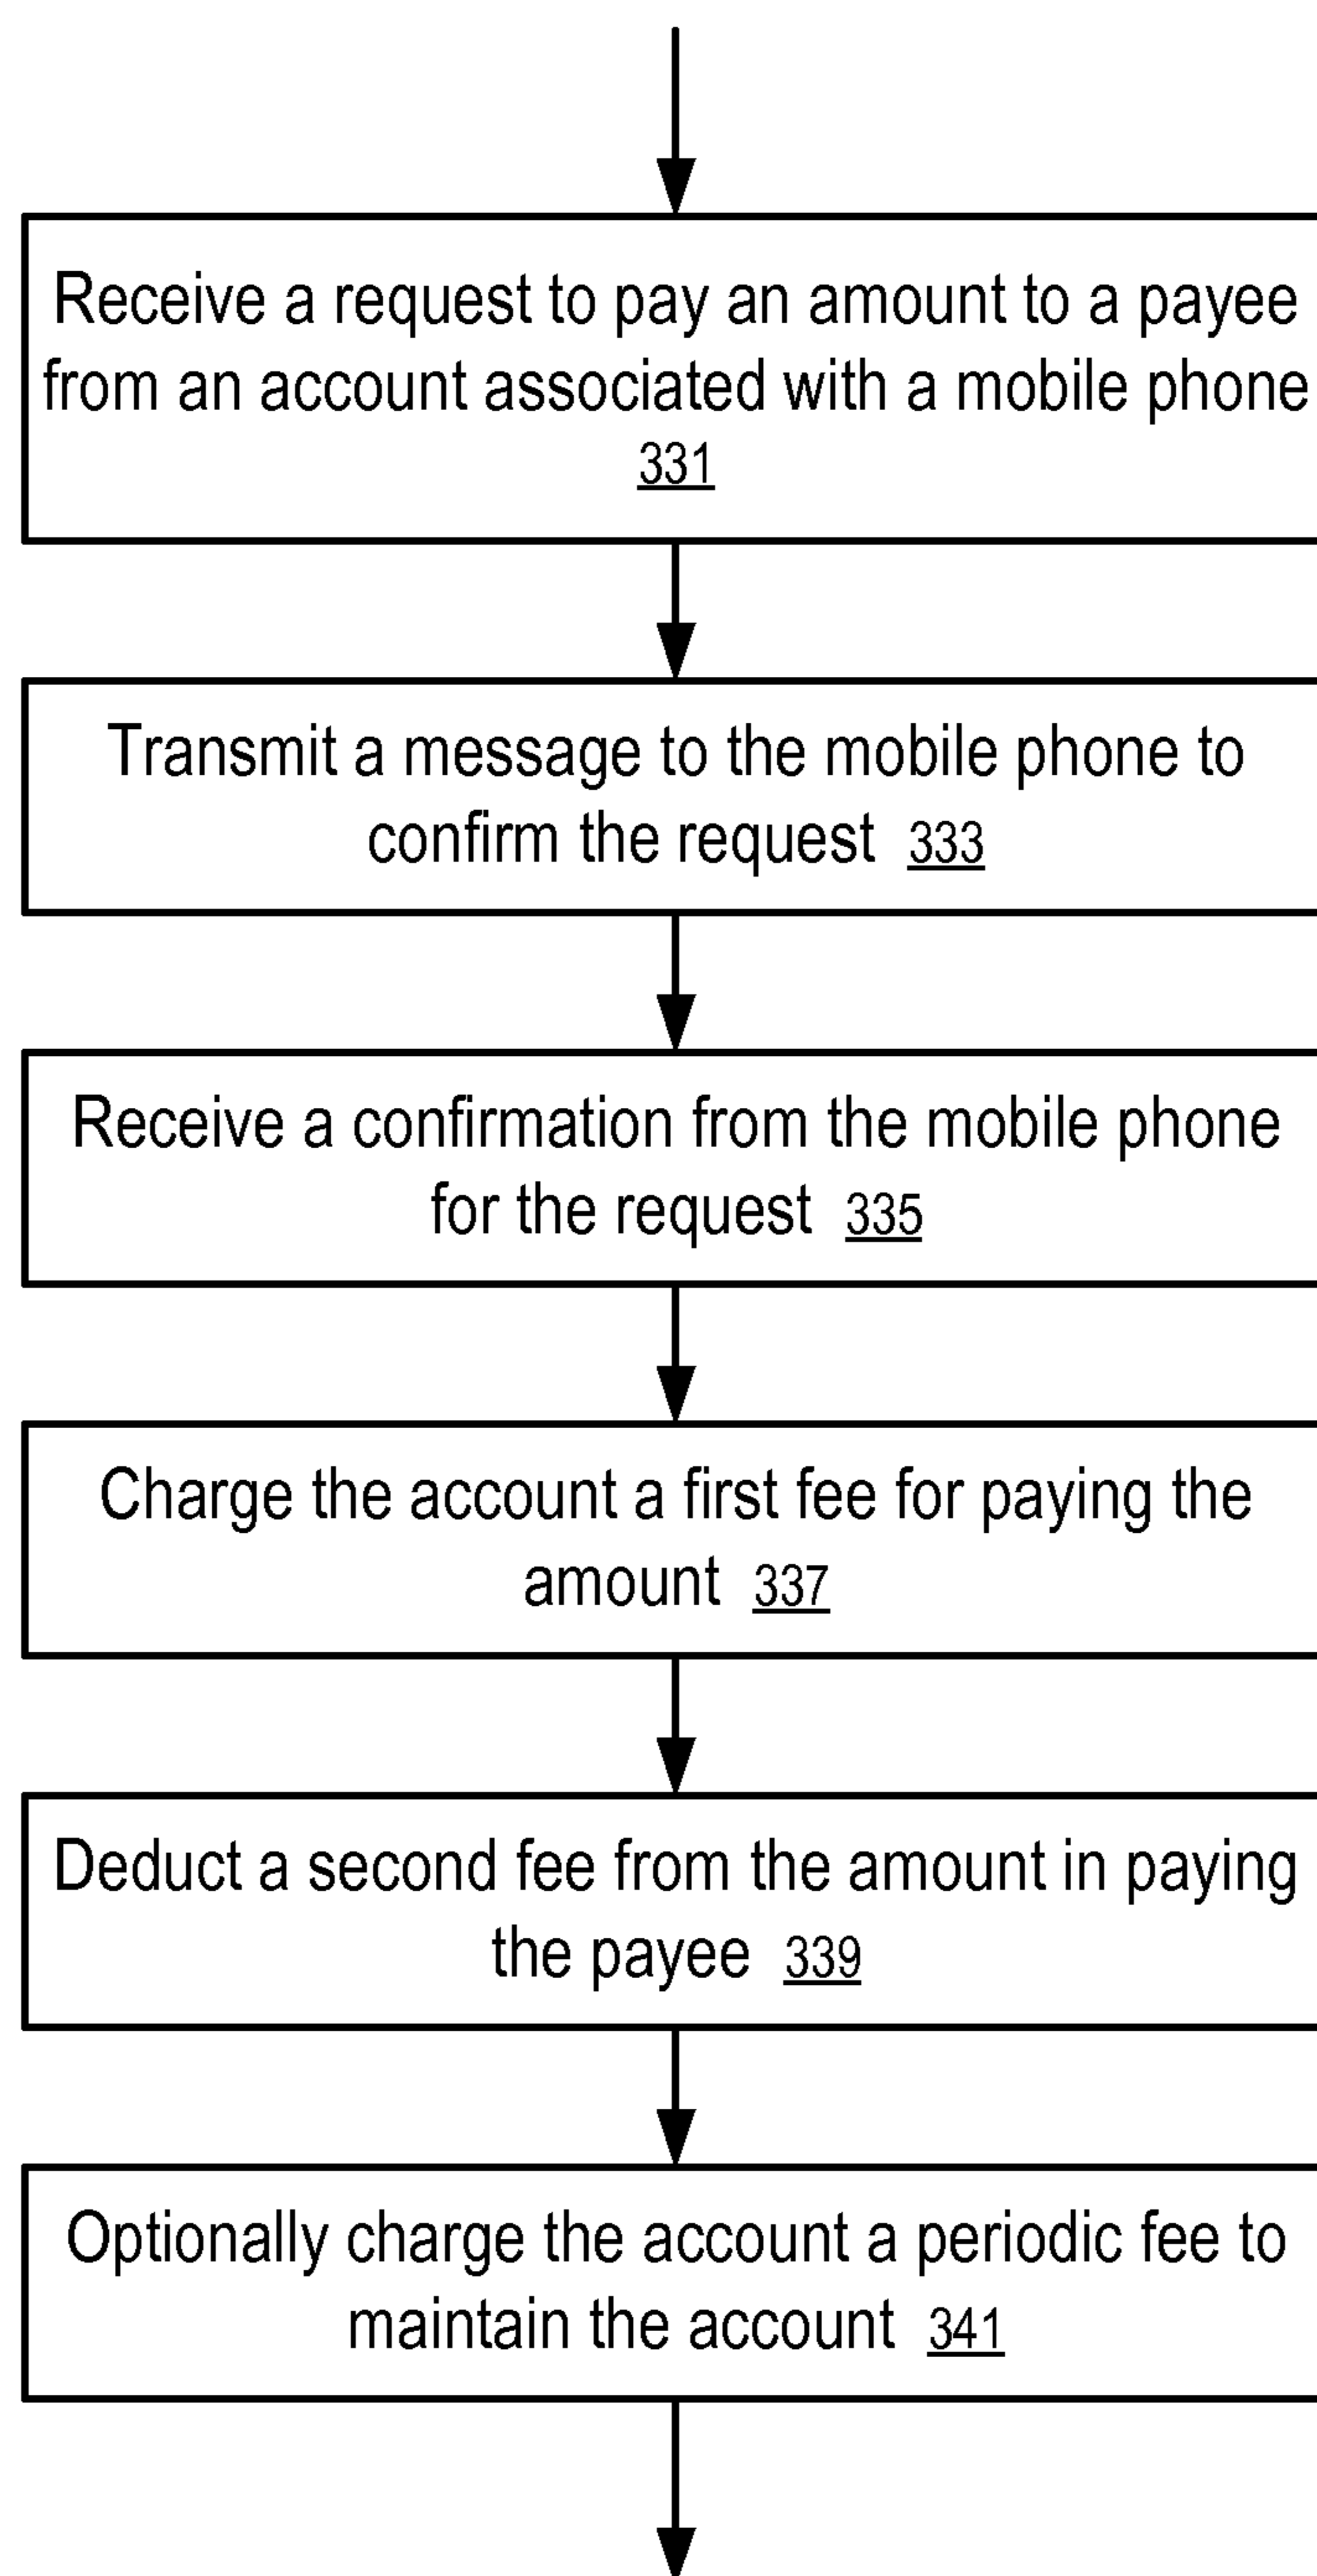 Receive a request to pay an amount to a payee
from an account associated with a mobile phone
331
Transmit a message to the mobile phone to
confirm the request 333
Receive a confirmation from the mobile phone
for the request 335
Charge the account a first fee for paying the
amount 337
Deduct a second fee from the amount in paying
the payee 339
Optionally charge the account a periodic fee to
maintain the account 341